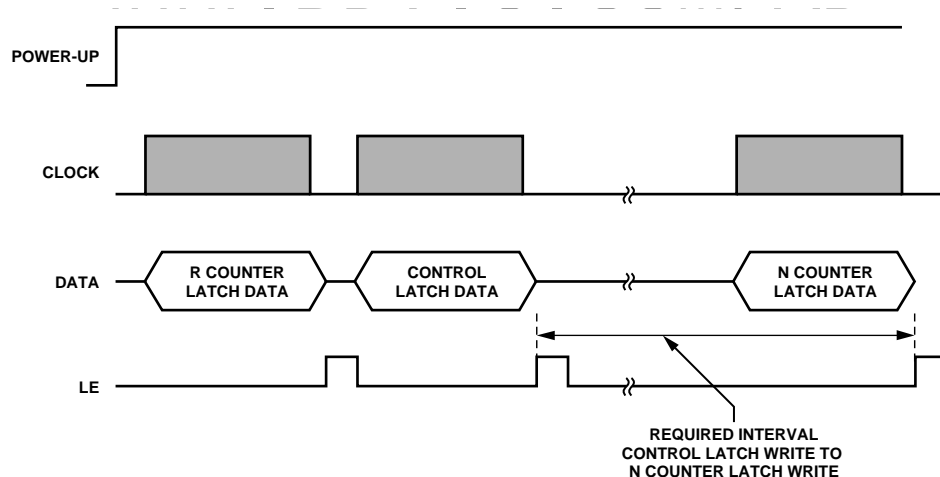 POWER-UP
CLOCK
DATA
R COUNTER
LATCH DATA
CONTROL
LATCH DATA
N COUNTER
LATCH DATA
LE
REQUIRED INTERVAL
CONTROL LATCH WRITE TO
N COUNTER LATCH WRITE